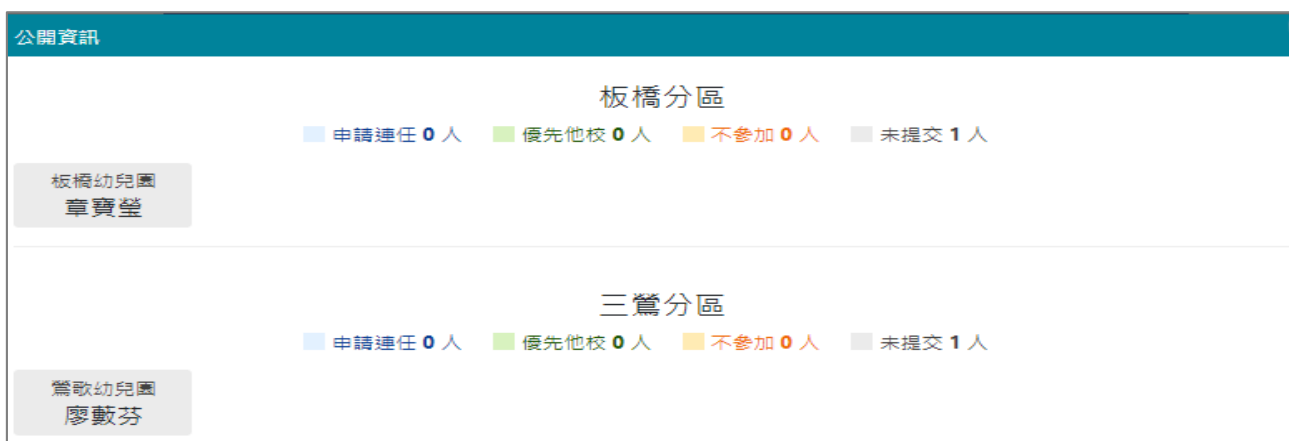 公開資訊
板橋分區
申請連任 0 人 優先他校 0 人 不參加 0 人 未提交 1 人
板橋幼兒園
章寶瑩
三鶯分區
申請連任 0 人 優先他校 0 人 不參加 0 人 未提交 1 人
鶯歌幼兒園
廖藪芬